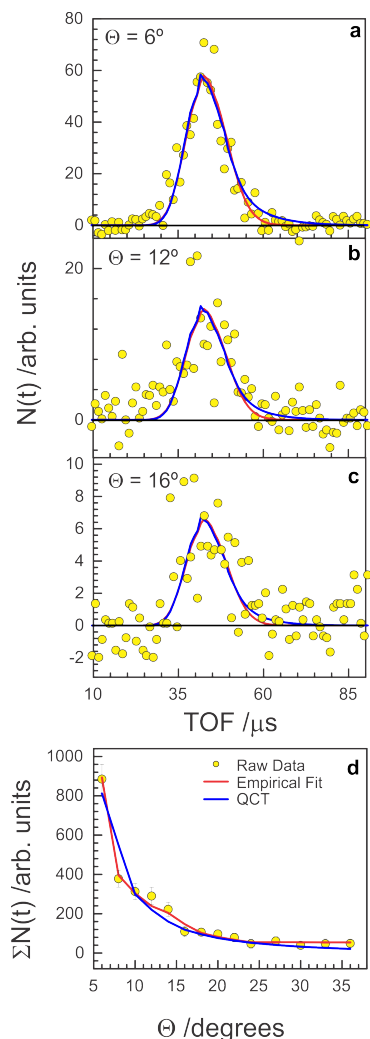 a
Θ = 6º
80
60
40
20
0
b
Θ = 12º
20
0
N(t) /arb. units
c
Θ = 16º
10
8
6
4
2
0
-2
10 35 60 85
TOF /μs
d
Raw Data
Empirical Fit
QCT
1000
800
600
400
200
0
ΣN(t) /arb. units
5 10 15 20 25 30 35
Θ /degrees